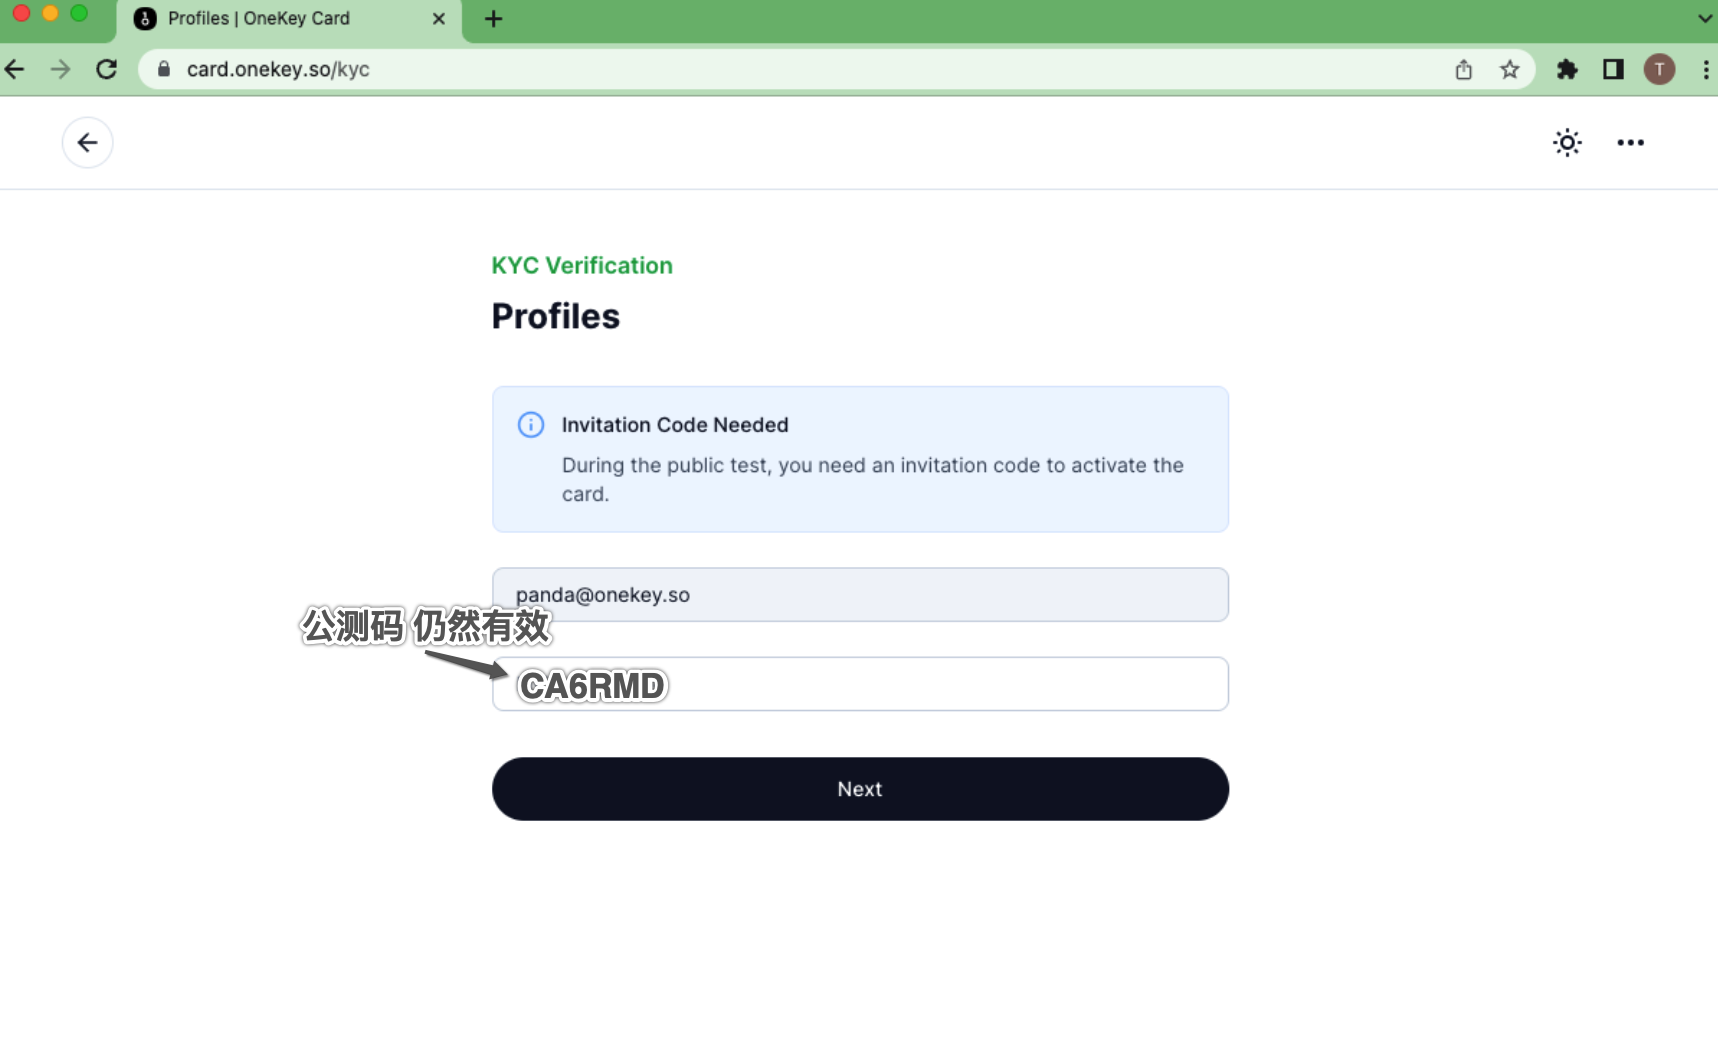 Profiles | OneKey Card
card.onekey.so/kyc
T
KYC Verification
Profiles
Invitation Code Needed
During the public test, you need an invitation code to activate the
card.
panda@onekey.so
公测码 仍然有效
CA6RMD
Next